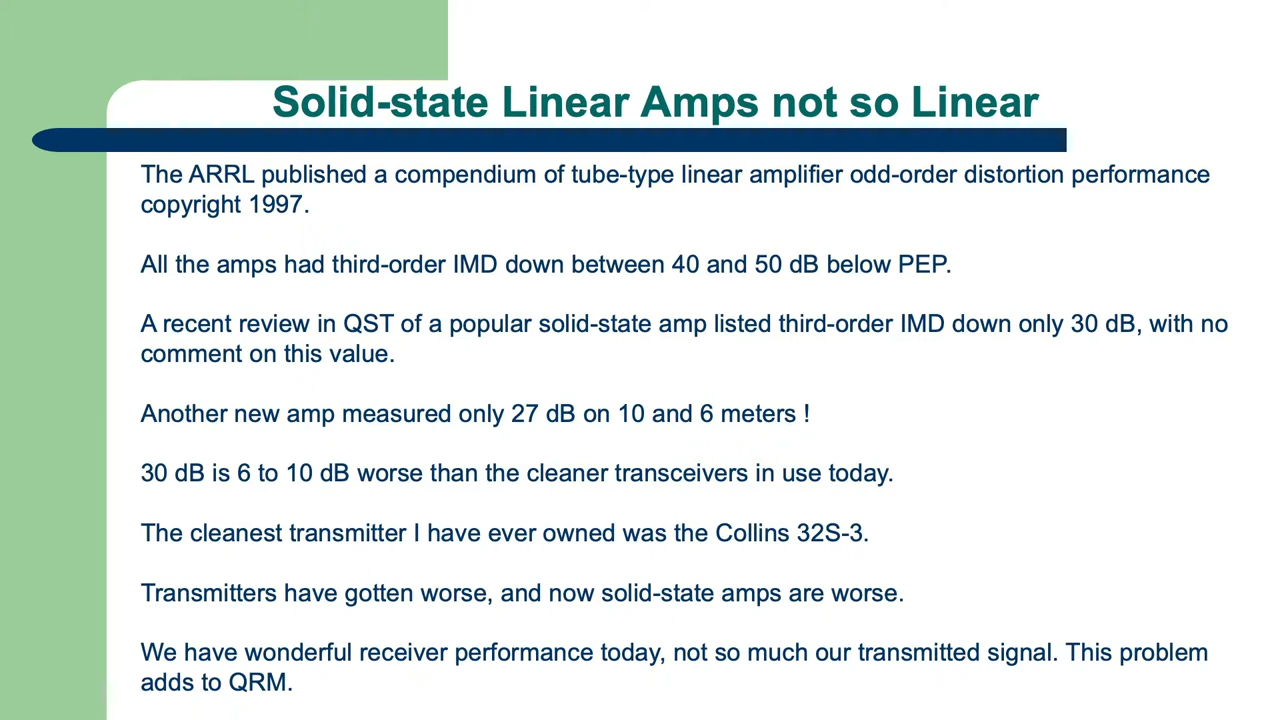 Solid-state Linear Amps not so Linear
The ARRL published a compendium of tube-type linear amplifier odd-order distortion performance
copyright 1997.
All the amps had third-order IMD down between 40 and 50 dB below PEP.
A recent review in QST of a popular solid-state amp listed third-order IMD down only 30 dB, with no
comment on this value.
Another new amp measured only 27 dB on 10 and 6 meters !
30 dB is 6 to 10 dB worse than the cleaner transceivers in use today.
The cleanest transmitter I have ever owned was the Collins 32S-3.
Transmitters have gotten worse, and now solid-state amps are worse.
We have wonderful receiver performance today, not so much our transmitted signal. This problem
adds to QRM.